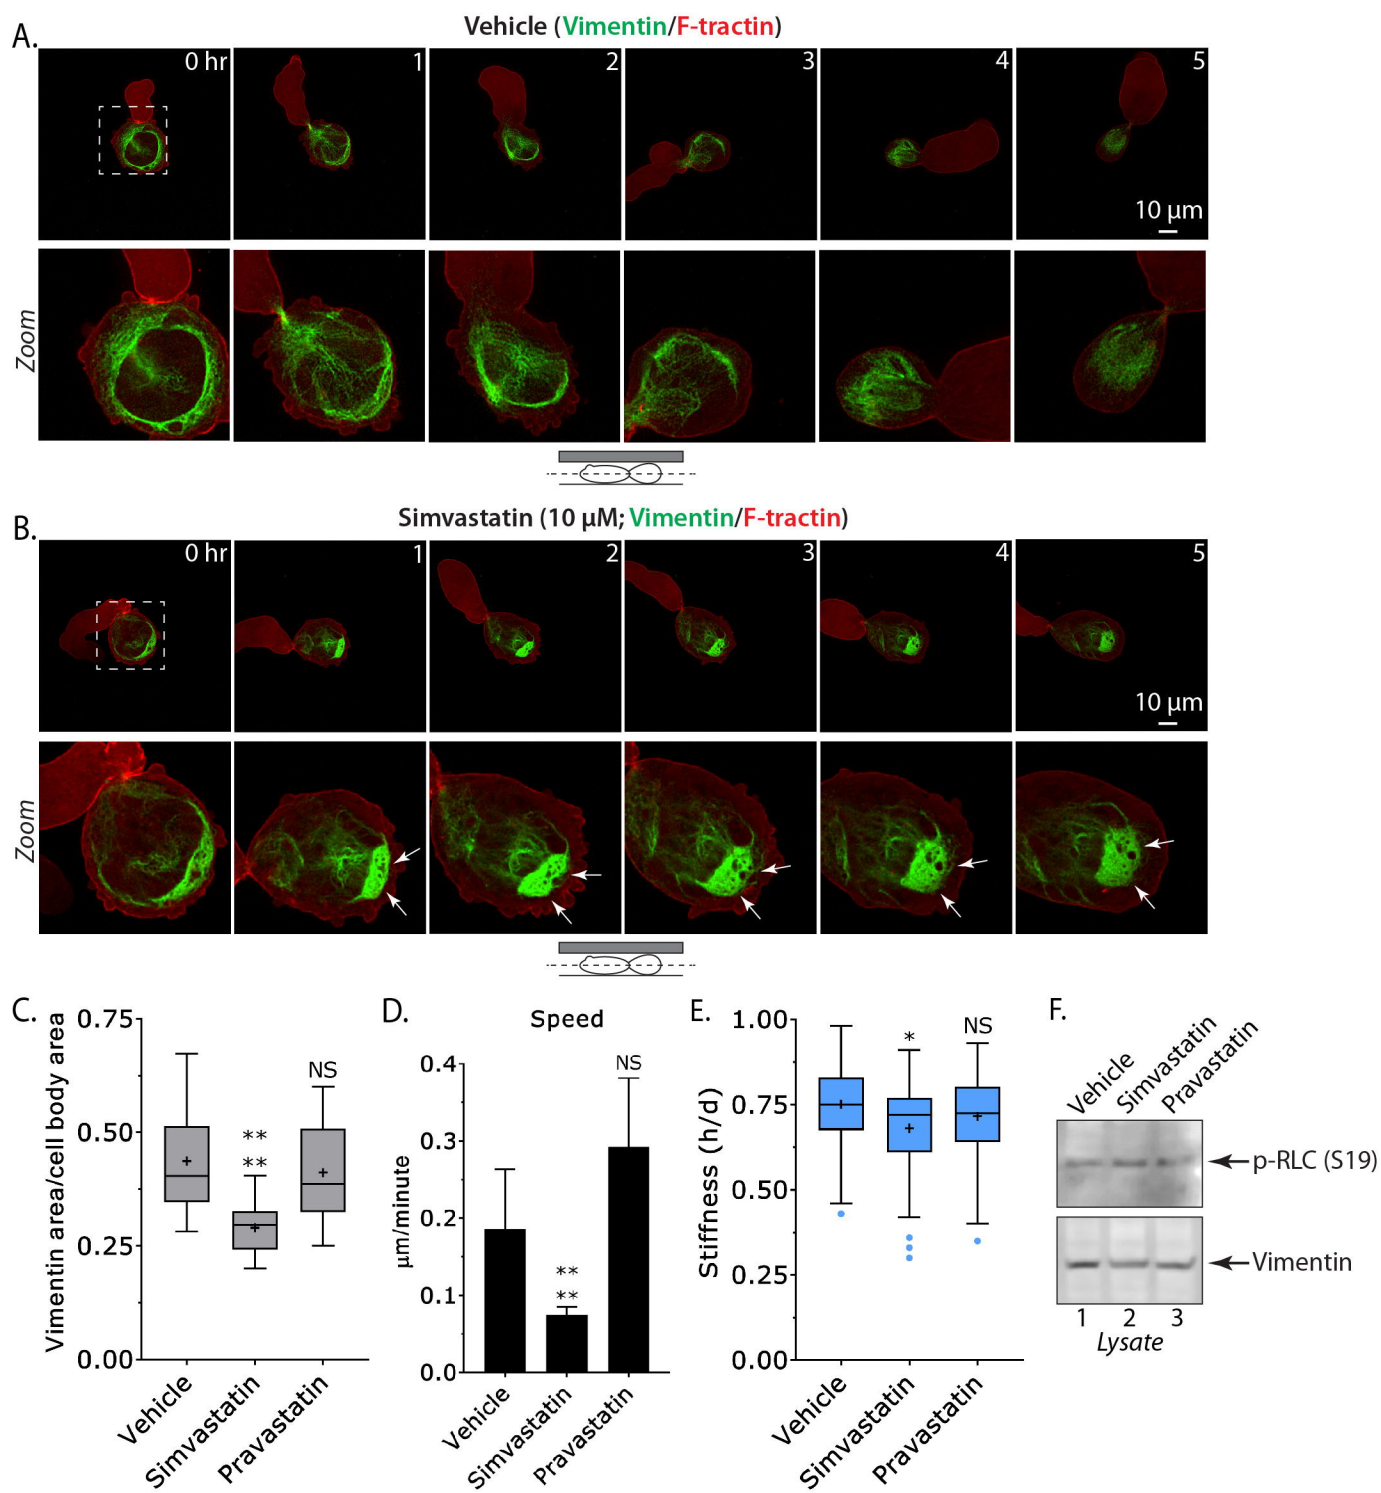 A.
Vehicle (Vimentin/F-tractin)
0 hr
1
2
3
4
5
10 µm
Zoom
B.
Simvastatin (10 µM; Vimentin/F-tractin)
0 hr
1
2
3
4
5
10 µm
Zoom
C.
Vimentin area/cell body area
0.75
0.50
0.25
0.00
**
**
NS
Vehicle
Simvastatin
Pravastatin
D.
Speed
µm/minute
0.4
0.3
0.2
0.1
0.0
**
**
NS
Vehicle
Simvastatin
Pravastatin
E.
Stiffness (h/d)
1.00
0.75
0.50
0.25
0.00
*
NS
Vehicle
Simvastatin
Pravastatin
F.
Vehicle
Simvastatin
Pravastatin
p-RLC (S19)
Vimentin
1 2 3
Lysate